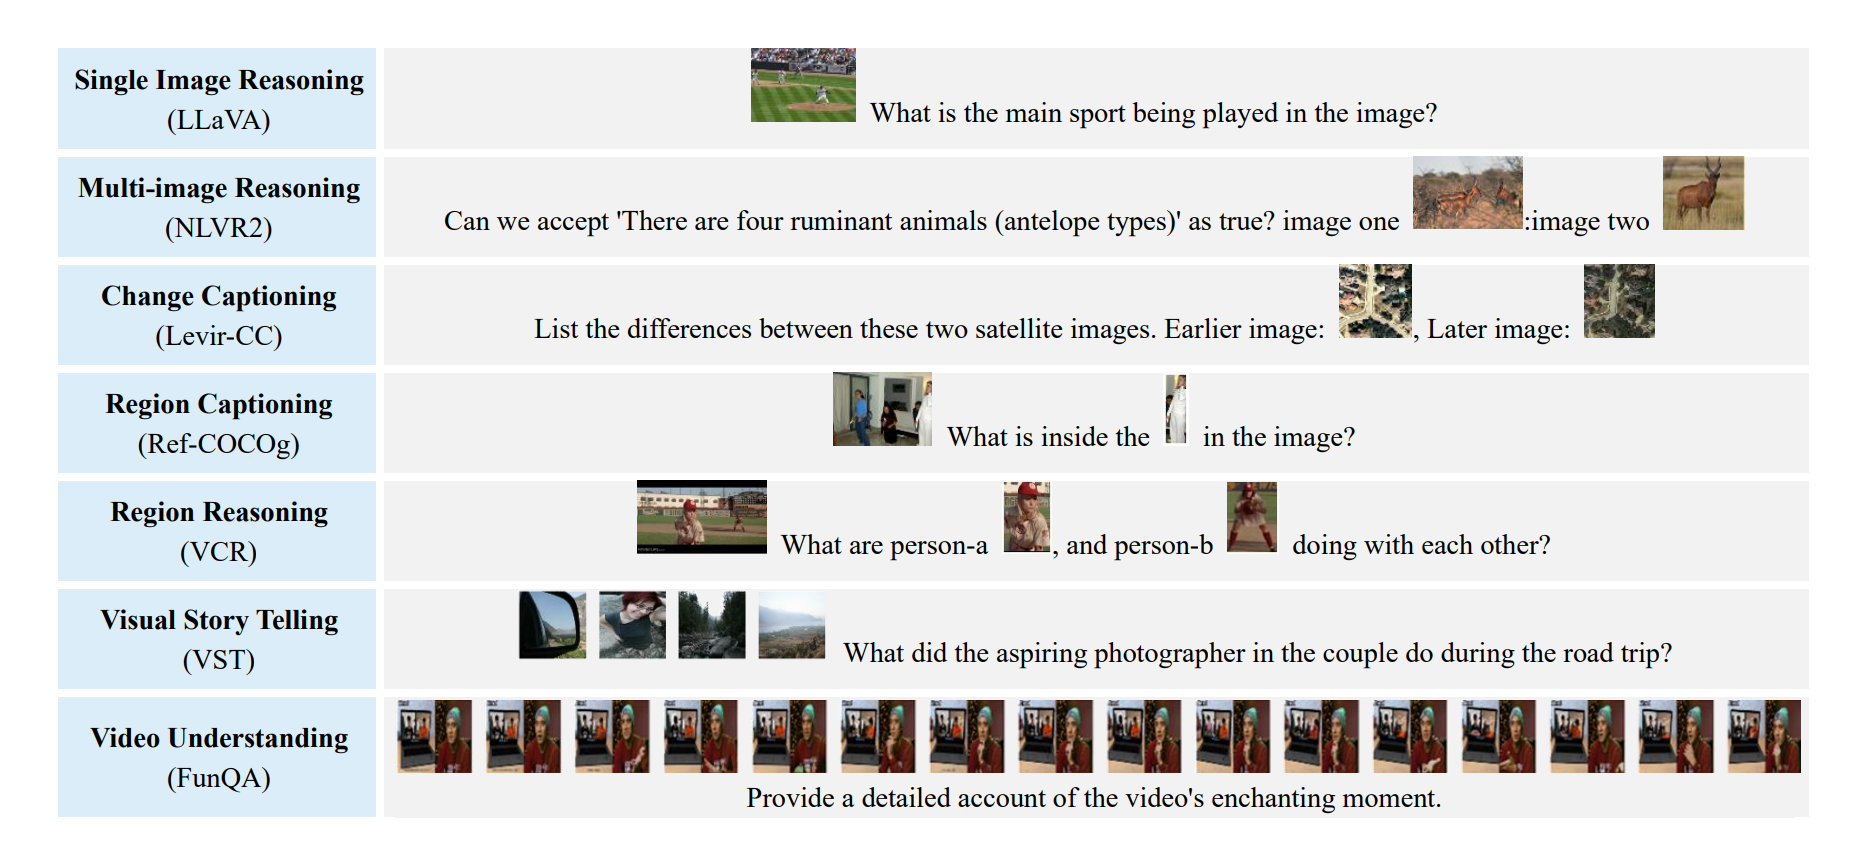 Single Image Reasoning
(LLaVA)
What is the main sport being played in the image?
Multi-image Reasoning
(NLVR2)
Can we accept 'There are four ruminant animals (antelope types)' as true? image one :image two
Change Captioning
(Levir-CC)
List the differences between these two satellite images. Earlier image: , Later image:
Region Captioning
(Ref-COCOg)
What is inside the in the image?
Region Reasoning
(VCR)
What are person-a , and person-b doing with each other?
Visual Story Telling
(VST)
What did the aspiring photographer in the couple do during the road trip?
Video Understanding
(FunQA)
Provide a detailed account of the video's enchanting moment.